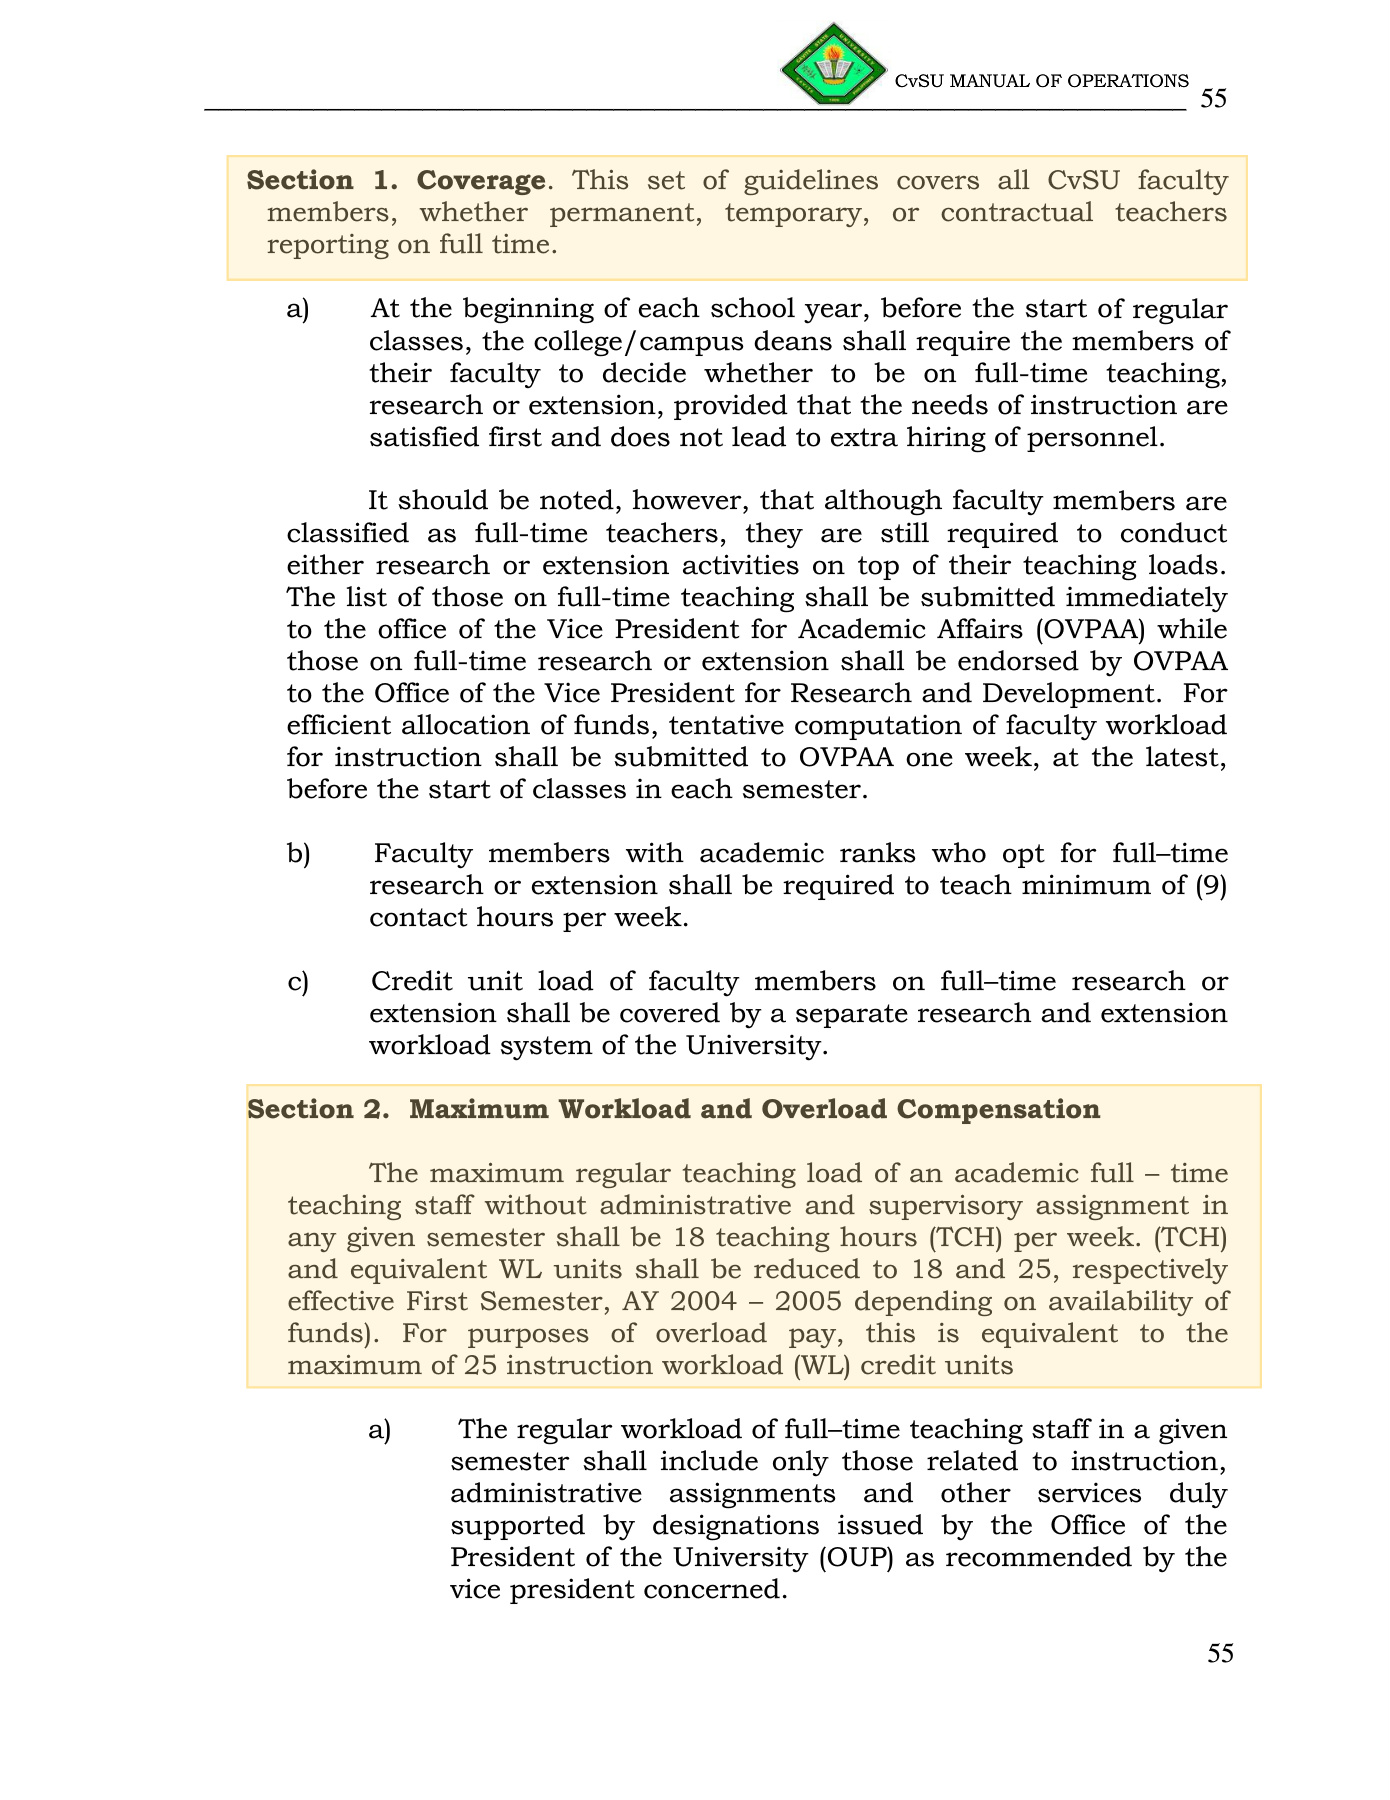 CvSU MANUAL OF OPERATIONS 55
Section 1. Coverage. This set of guidelines covers all CvSU faculty
members, whether permanent, temporary, or contractual teachers
reporting on full time.
a) At the beginning of each school year, before the start of regular
classes, the college/campus deans shall require the members of
their faculty to decide whether to be on full-time teaching,
research or extension, provided that the needs of instruction are
satisfied first and does not lead to extra hiring of personnel.
It should be noted, however, that although faculty members are
classified as full-time teachers, they are still required to conduct
either research or extension activities on top of their teaching loads.
The list of those on full-time teaching shall be submitted immediately
to the office of the Vice President for Academic Affairs (OVPAA) while
those on full-time research or extension shall be endorsed by OVPAA
to the Office of the Vice President for Research and Development. For
efficient allocation of funds, tentative computation of faculty workload
for instruction shall be submitted to OVPAA one week, at the latest,
before the start of classes in each semester.
b) Faculty members with academic ranks who opt for full–time
research or extension shall be required to teach minimum of (9)
contact hours per week.
c) Credit unit load of faculty members on full–time research or
extension shall be covered by a separate research and extension
workload system of the University.
Section 2. Maximum Workload and Overload Compensation
The maximum regular teaching load of an academic full – time
teaching staff without administrative and supervisory assignment in
any given semester shall be 18 teaching hours (TCH) per week. (TCH)
and equivalent WL units shall be reduced to 18 and 25, respectively
effective First Semester, AY 2004 – 2005 depending on availability of
funds). For purposes of overload pay, this is equivalent to the
maximum of 25 instruction workload (WL) credit units
a) The regular workload of full–time teaching staff in a given
semester shall include only those related to instruction,
administrative assignments and other services duly
supported by designations issued by the Office of the
President of the University (OUP) as recommended by the
vice president concerned.
55